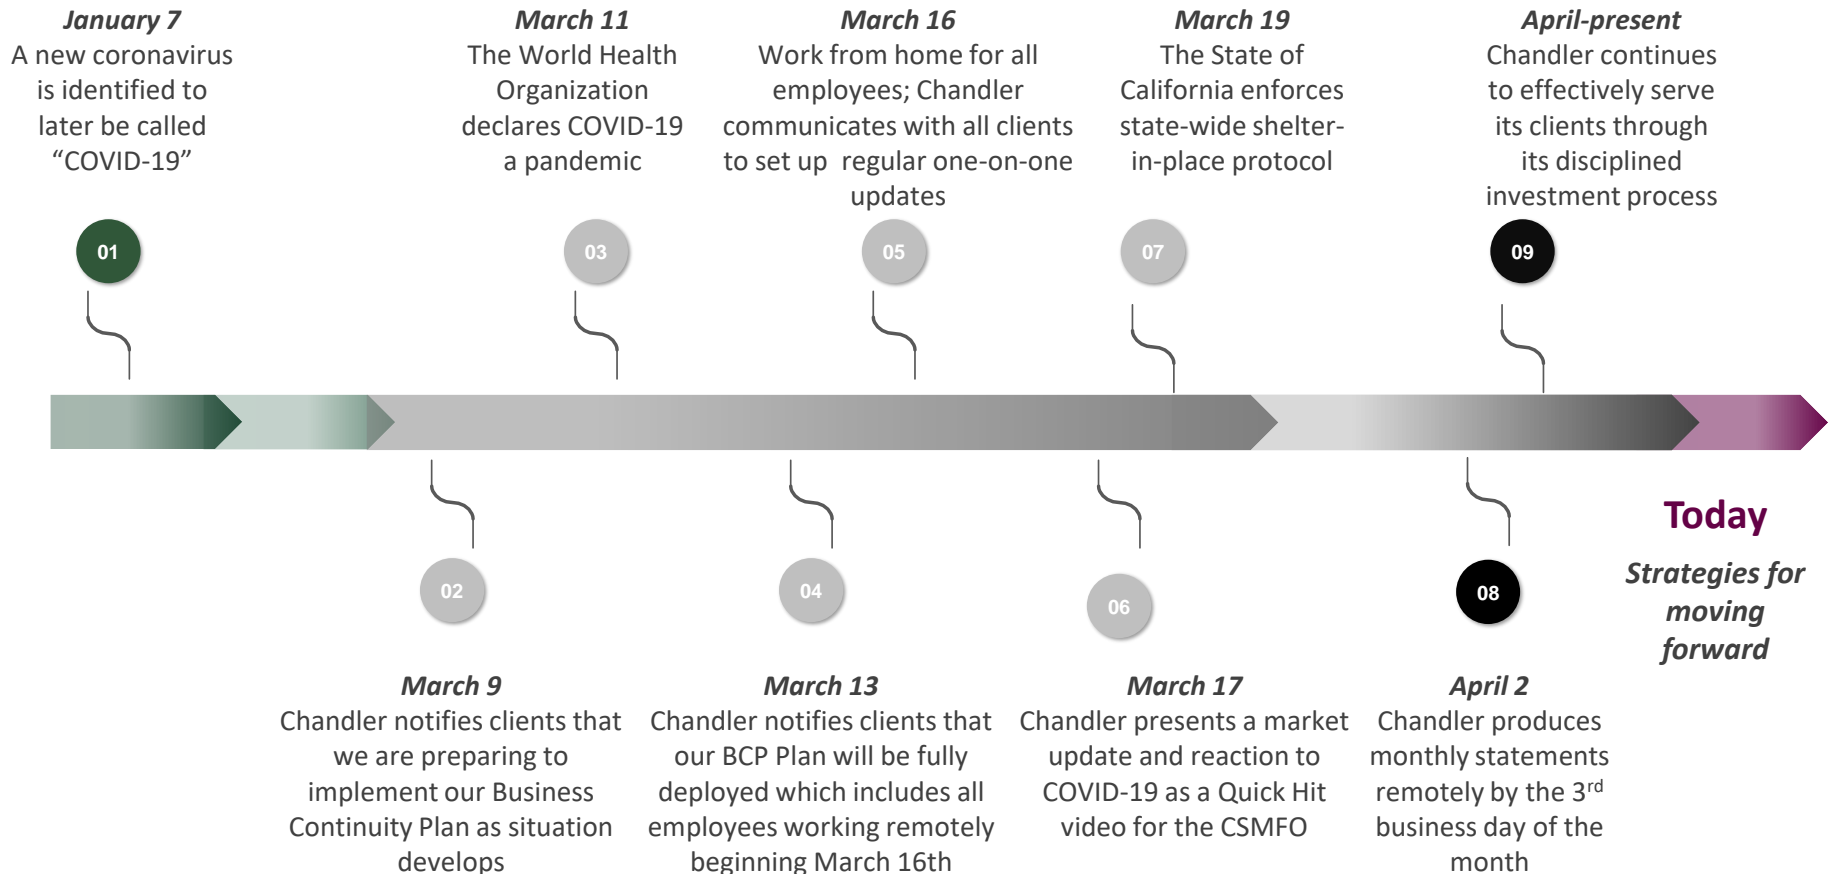 January 7
A new coronavirus
is identified to
later be called
“COVID-19”
01
March 11
The World Health
Organization
declares COVID-19
a pandemic
03
March 16
Work from home for all
employees; Chandler
communicates with all clients
to set up  regular one-on-one
updates
05
March 19
The State of
California enforces
state-wide shelter-
in-place protocol
07
April-present
Chandler continues
to effectively serve
its clients through
its disciplined
investment process
09
02
March 9
Chandler notifies clients that
we are preparing to
implement our Business
Continuity Plan as situation
develops
04
March 13
Chandler notifies clients that
our BCP Plan will be fully
deployed which includes all
employees working remotely
beginning March 16th
06
March 17
Chandler presents a market
update and reaction to
COVID-19 as a Quick Hit
video for the CSMFO
08
April 2
Chandler produces
monthly statements
remotely by the 3rd
business day of the
month
Today
Strategies for
moving
forward